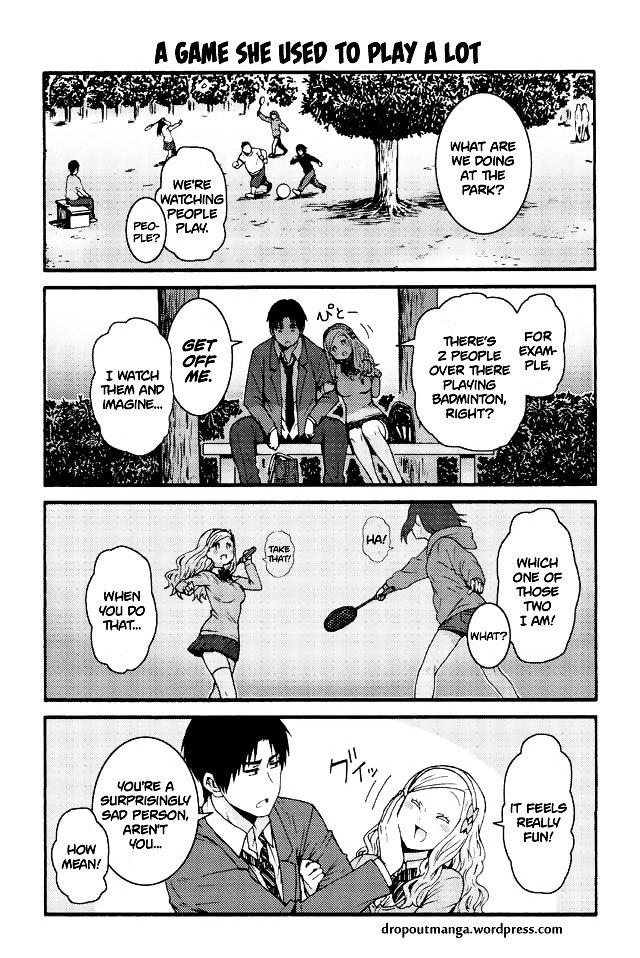 A GAME SHE USED TO PLAY A LOT
WHAT ARE
WE DOING
AT THE
PARK?
WE'RE
WATCHING
PEOPLE
PLAY.
PEO-
PLE?
FOR
EXAM-
PLE,
THERE'S
2 PEOPLE
OVER THERE
PLAYING
BADMINTON,
RIGHT?
ぴとー
GET
OFF
ME.
I WATCH
THEM AND
IMAGINE...
WHICH
ONE OF
THOSE
TWO
I AM!
WHAT?
HA!
TAKE
THAT!
WHEN
YOU DO
THAT...
IT FEELS
REALLY
FUN!
グイッ
YOU'RE A
SURPRISINGLY
SAD PERSON,
AREN'T
YOU...
HOW
MEAN!
dropoutmanga.wordpress.com